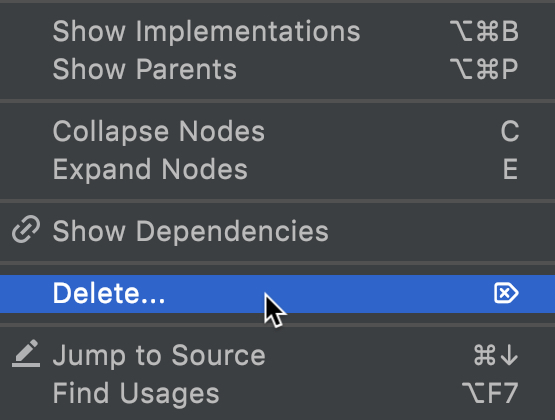 Show Implementations ⌥⌘B
Show Parents ⌥⌘P
Collapse Nodes C
Expand Nodes E
Show Dependencies
Delete... ⌦
Jump to Source ⌘↓
Find Usages ⌥F7